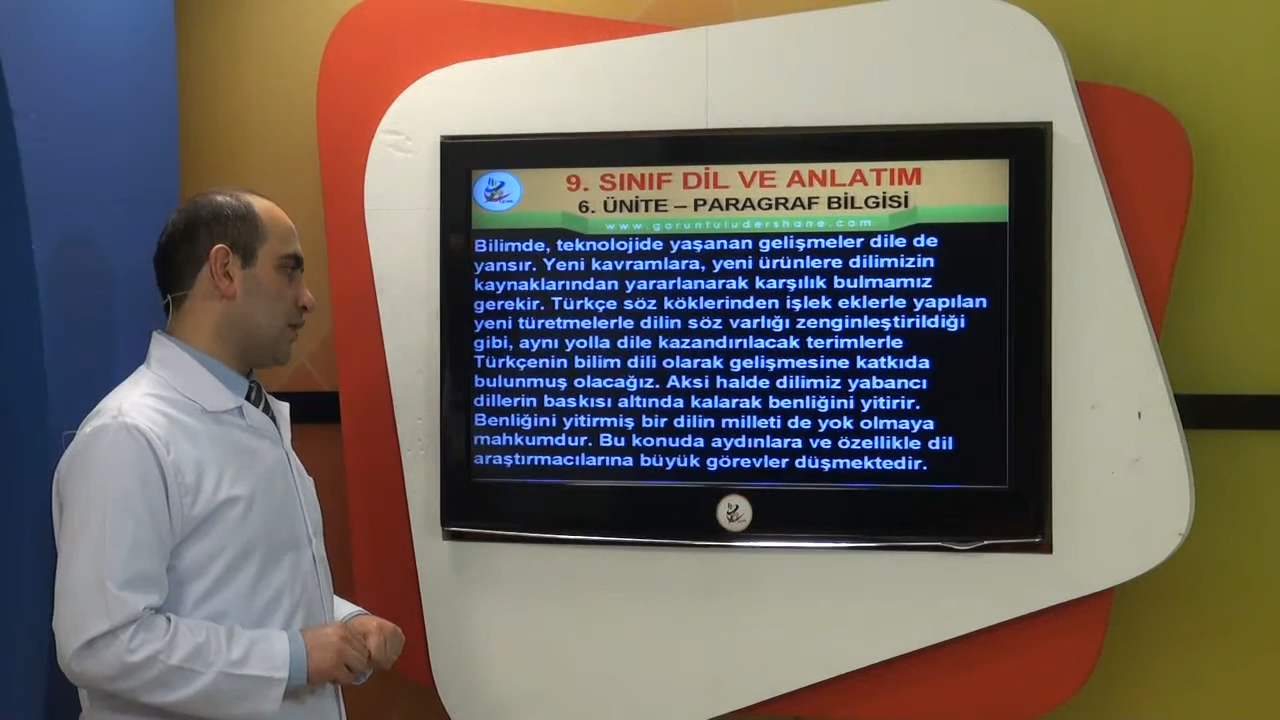 9. SINIF DİL VE ANLATIM
6. ÜNİTE – PARAGRAF BİLGİSİ
www.goruntuludershane.com
Bilimde, teknolojide yaşanan gelişmeler dile de
yansır. Yeni kavramlara, yeni ürünlere dilimizin
kaynaklarından yararlanarak karşılık bulmamız
gerekir. Türkçe söz köklerinden işlek eklerle yapılan
yeni türetmelerle dilin söz varlığı zenginleştirildiği
gibi, aynı yolla dile kazandırılacak terimlerle
Türkçenin bilim dili olarak gelişmesine katkıda
bulunmuş olacağız. Aksi halde dilimiz yabancı
dillerin baskısı altında kalarak benliğini yitirir.
Benliğini yitirmiş bir dilin milleti de yok olmaya
mahkumdur. Bu konuda aydınlara ve özellikle dil
araştırmacılarına büyük görevler düşmektedir.